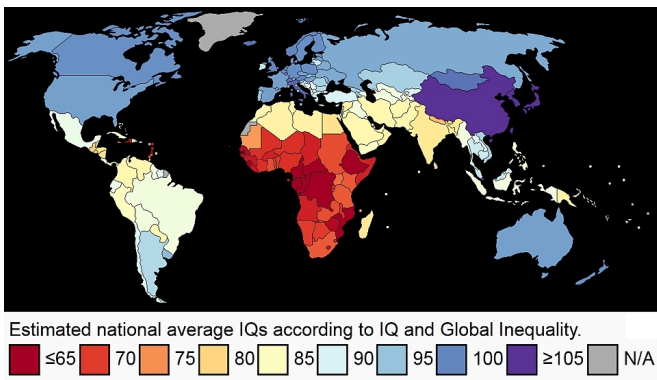 Estimated national average IQs according to IQ and Global Inequality.
≤65 70 75 80 85 90 95 100 ≥105 N/A